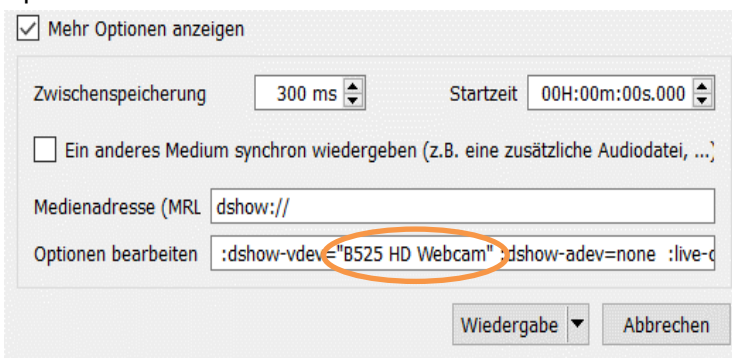 Mehr Optionen anzeigen
Zwischenspeicherung 300 ms Startzeit 00H:00m:00s.000
Ein anderes Medium synchron wiedergeben (z.B. eine zusätzliche Audiodatei, ...)
Medienadresse (MRL dshow://
Optionen bearbeiten :dshow-vdev="B525 HD Webcam" :dshow-adev=none :live-c
Wiedergabe Abbrechen